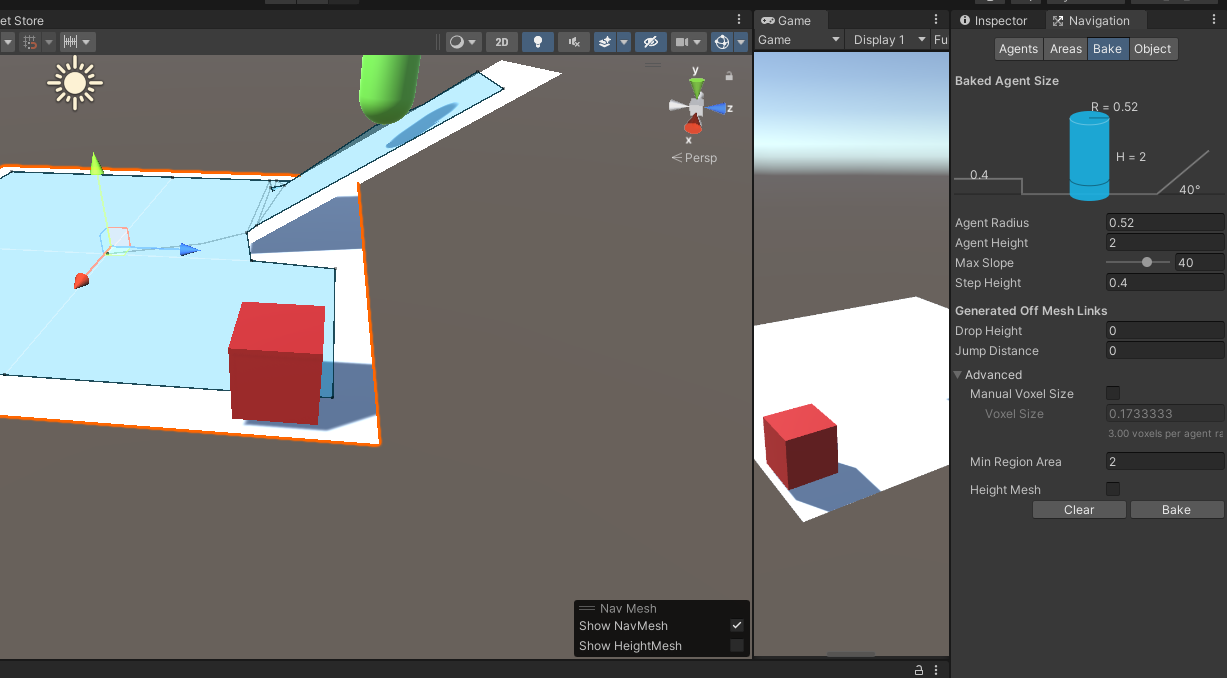 et Store
2D
y
z
x
Persp
Nav Mesh
Show NavMesh
Show HeightMesh
Game
Game
Display 1
Fu
Inspector
Navigation
Agents
Areas
Bake
Object
Baked Agent Size
R = 0.52
H = 2
0.4
40°
Agent Radius 0.52
Agent Height 2
Max Slope 40
Step Height 0.4
Generated Off Mesh Links
Drop Height 0
Jump Distance 0
Advanced
Manual Voxel Size
Voxel Size 0.1733333
3.00 voxels per agent ra
Min Region Area 2
Height Mesh
Clear
Bake